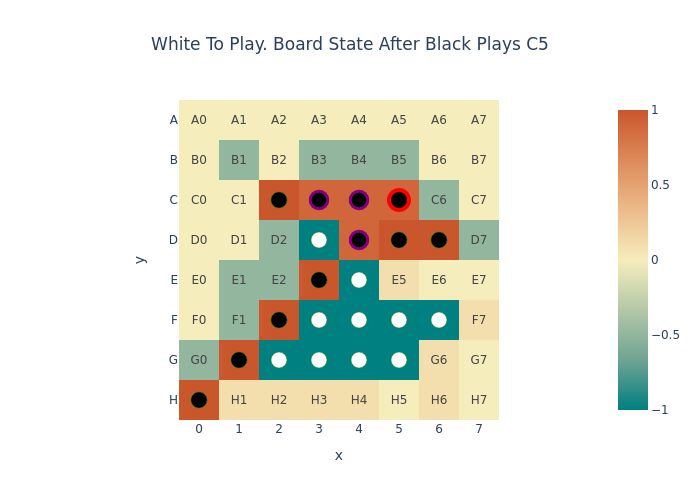 White To Play. Board State After Black Plays C5
A A0 A1 A2 A3 A4 A5 A6 A7
B B0 B1 B2 B3 B4 B5 B6 B7
C C0 C1 C6 C7
D D0 D1 D2 D7
E E0 E1 E2 E5 E6 E7
F F0 F1 F7
G G0 G6 G7
H H1 H2 H3 H4 H5 H6 H7
0 1 2 3 4 5 6 7
x
y
1
0.5
0
−0.5
−1